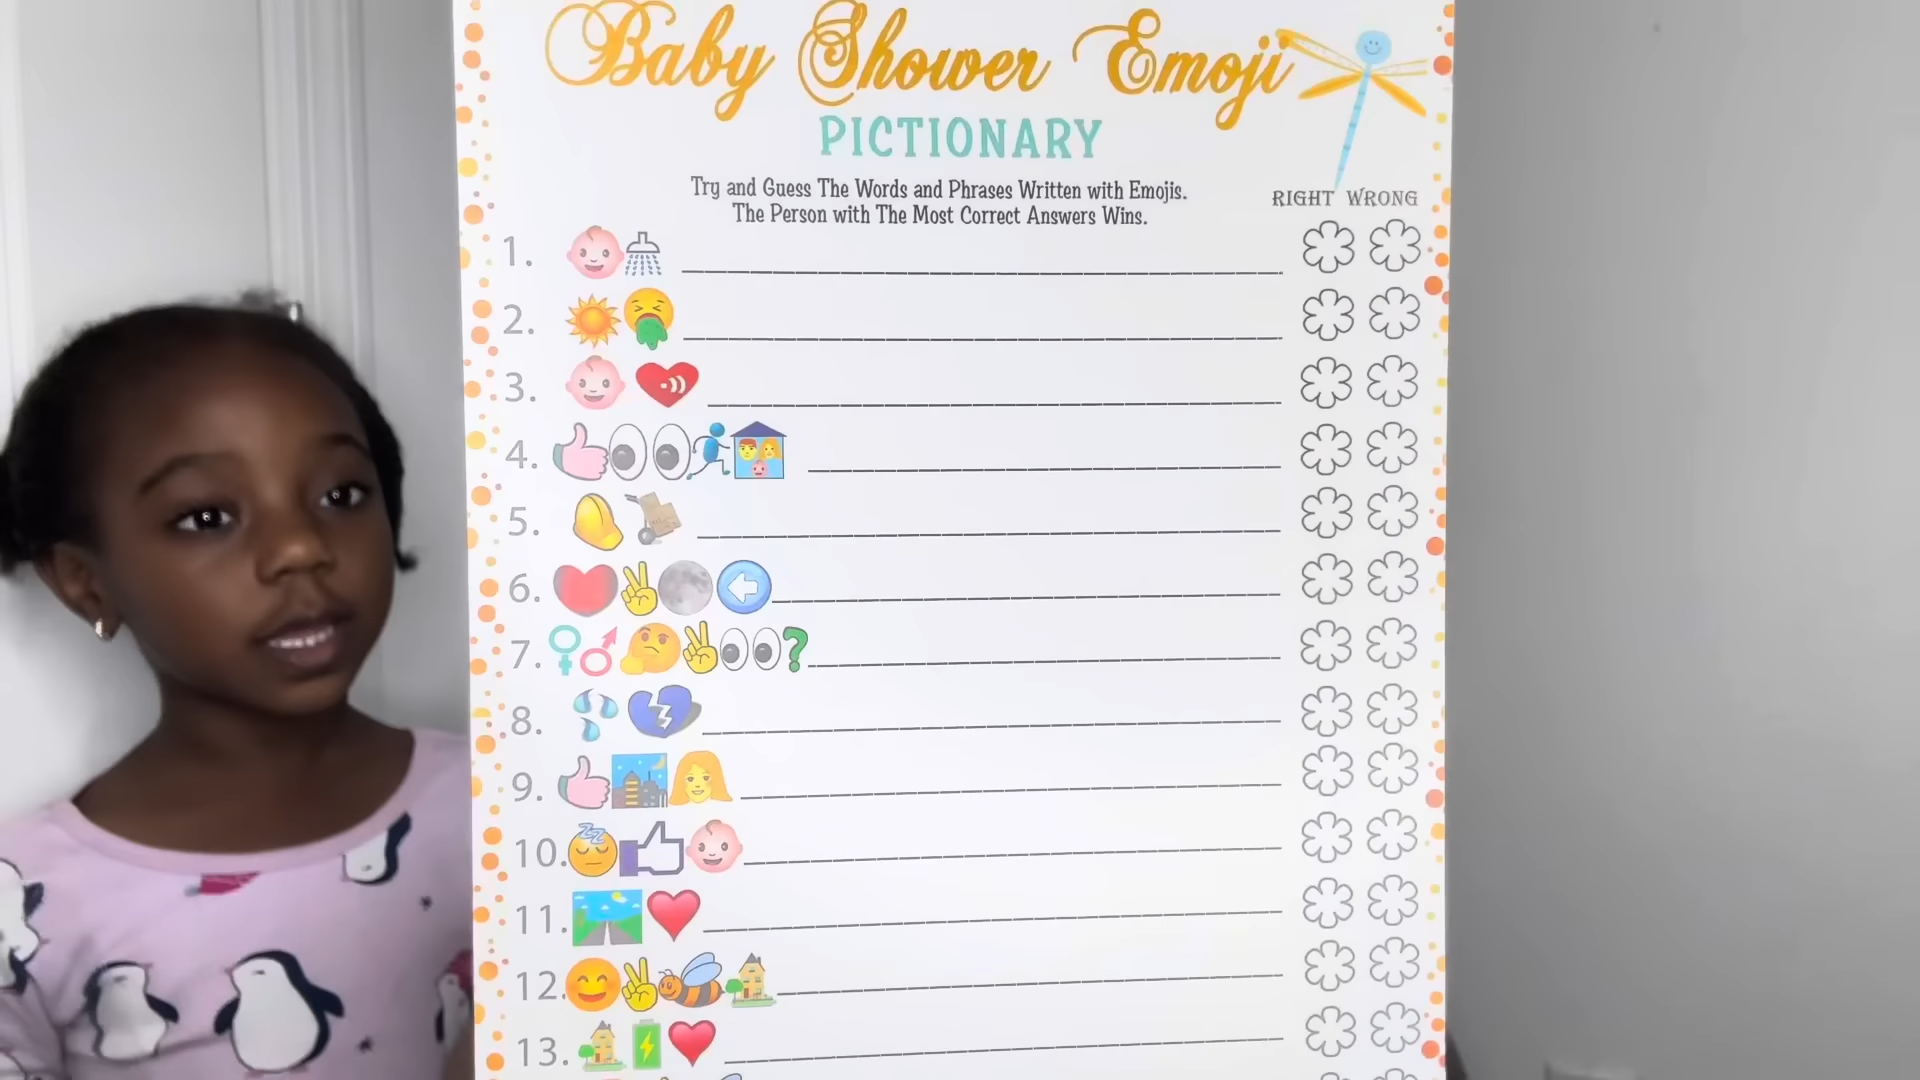 Baby Shower Emoji
PICTIONARY
Try and Guess The Words and Phrases Written with Emojis.
The Person with The Most Correct Answers Wins.
RIGHT WRONG
1.
2.
3.
4.
5.
6.
7. ?
8.
9.
10. zzz
11.
12.
13.